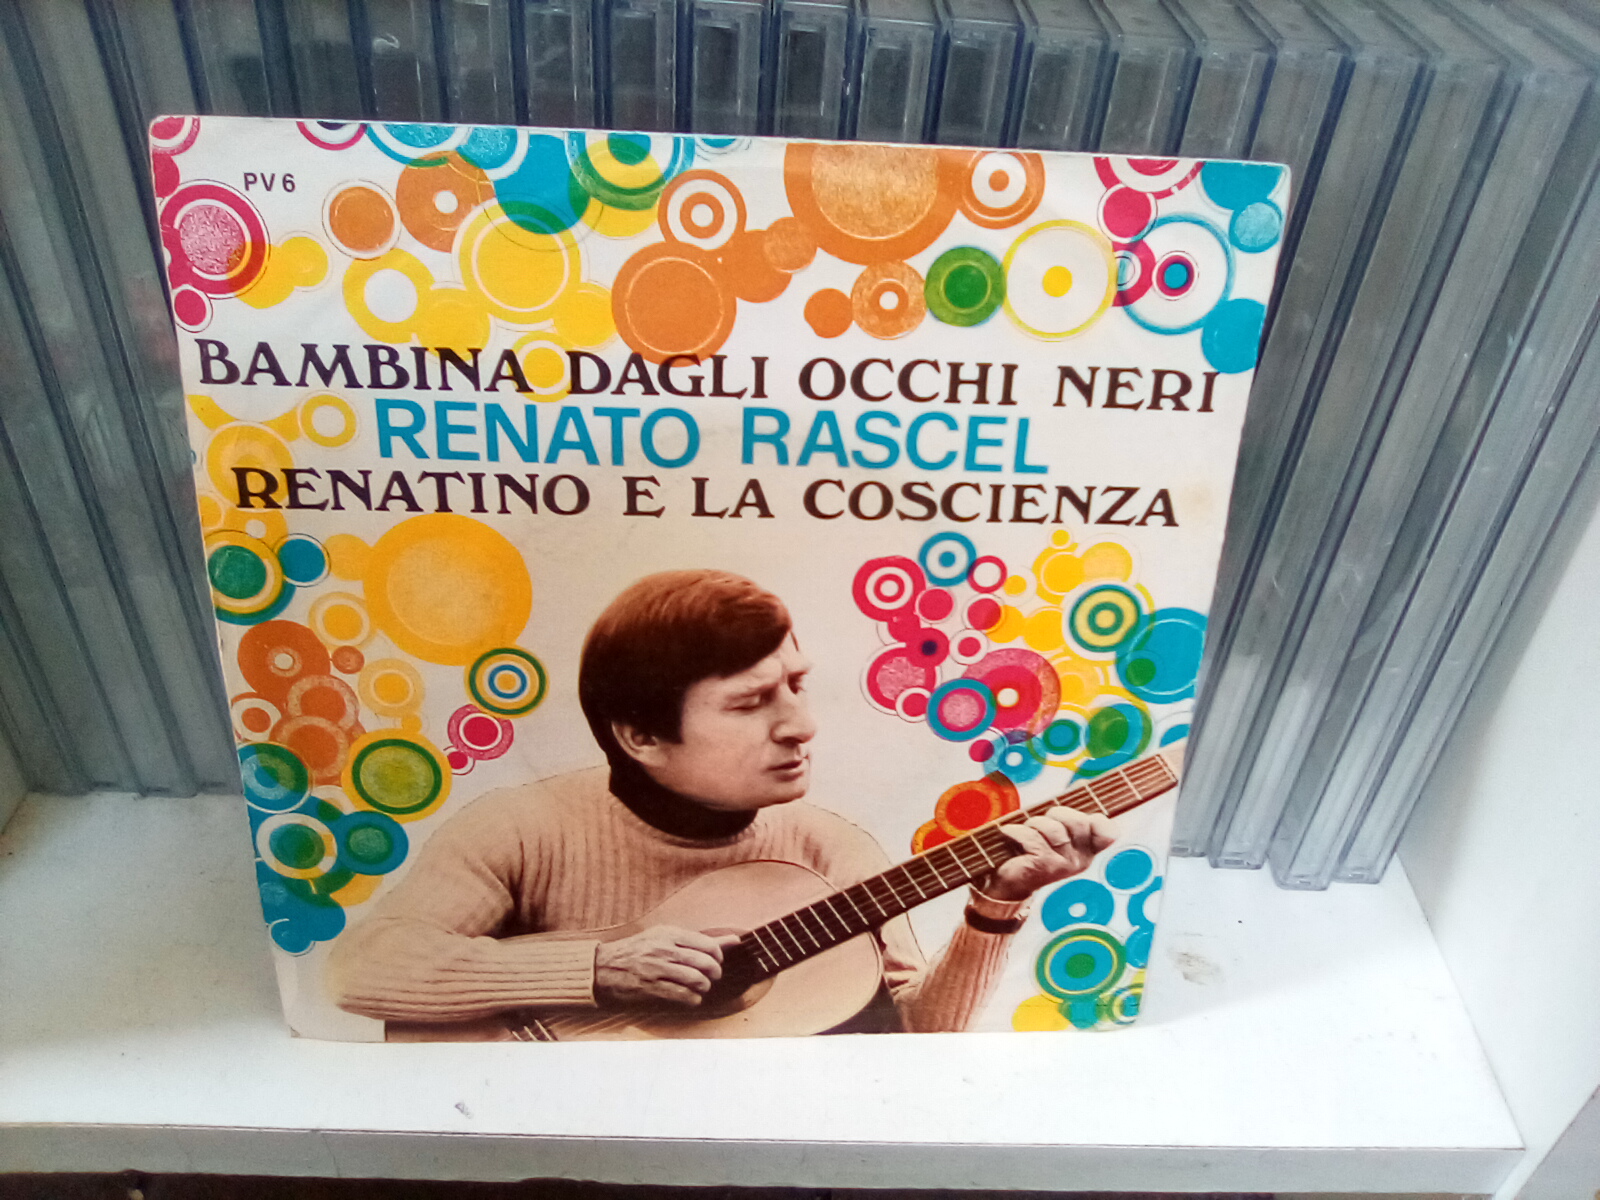 PV 6
BAMBINA DAGLI OCCHI NERI
RENATO RASCEL
RENATINO E LA COSCIENZA